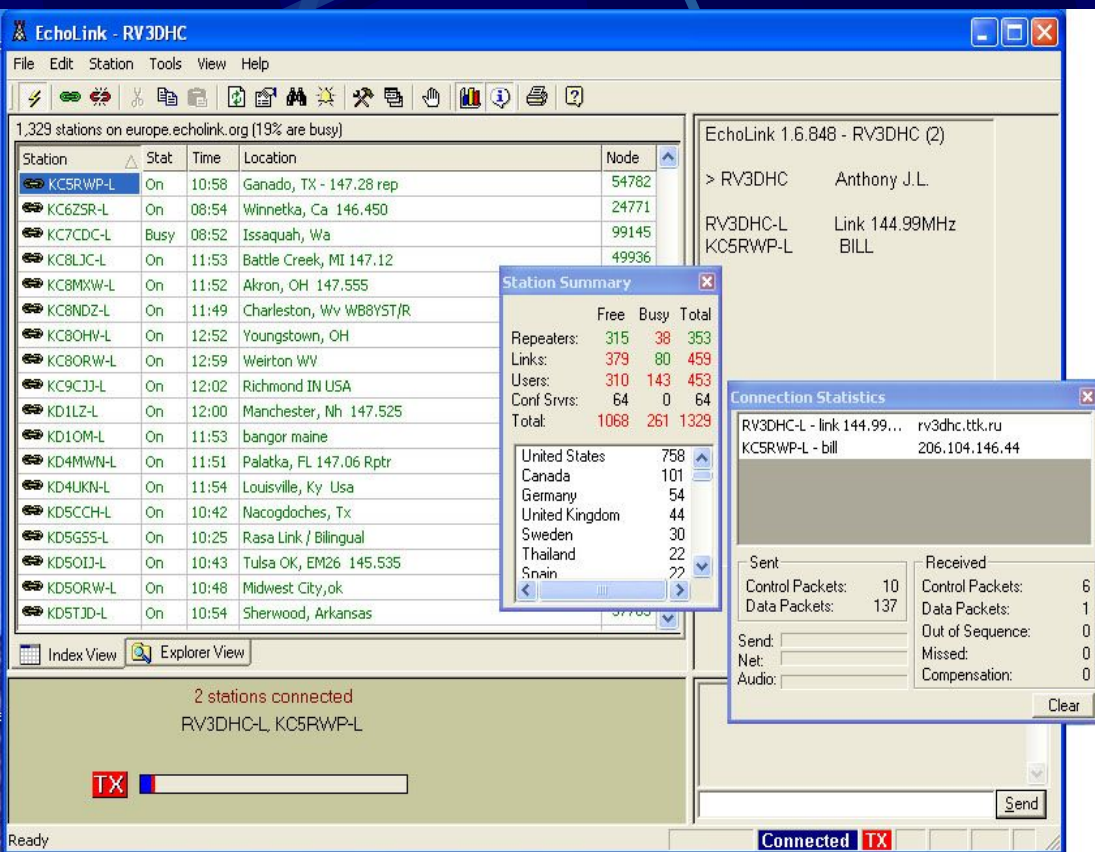 EchoLink - RV3DHC
File Edit Station Tools View Help
1,329 stations on europe.echolink.org (19% are busy)
Station Stat Time Location Node
KC5RWP-L On 10:58 Ganado, TX - 147.28 rep 54782
KC6ZSR-L On 08:54 Winnetka, Ca 146.450 24771
KC7CDC-L Busy 08:52 Issaquah, Wa 99145
KC8LJC-L On 11:53 Battle Creek, MI 147.12 49936
KC8MXW-L On 11:52 Akron, OH 147.555
KC8NDZ-L On 11:49 Charleston, Wv WB8YST/R
KC8OHV-L On 12:52 Youngstown, OH
KC8ORW-L On 12:59 Weirton WV
KC9CJJ-L On 12:02 Richmond IN USA
KD1LZ-L On 12:00 Manchester, Nh 147.525
KD1OM-L On 11:53 bangor maine
KD4MWN-L On 11:51 Palatka, FL 147.06 Rptr
KD4UKN-L On 11:54 Louisville, Ky Usa
KD5CCH-L On 10:42 Nacogdoches, Tx
KD5GSS-L On 10:25 Rasa Link / Bilingual
KD5OIJ-L On 10:43 Tulsa OK, EM26 145.535
KD5ORW-L On 10:48 Midwest City,ok
KD5TJD-L On 10:54 Sherwood, Arkansas
Index View Explorer View
EchoLink 1.6.848 - RV3DHC (2)
> RV3DHC Anthony J.L.
RV3DHC-L Link 144.99MHz
KC5RWP-L BILL
Station Summary
Free Busy Total
Repeaters: 315 38 353
Links: 379 80 459
Users: 310 143 453
Conf Srvrs: 64 0 64
Total: 1068 261 1329
United States 758
Canada 101
Germany 54
United Kingdom 44
Sweden 30
Thailand 22
Spain 22
Connection Statistics
RV3DHC-L - link 144.99... rv3dhc.ttk.ru
KC5RWP-L - bill 206.104.146.44
Sent
Control Packets: 10
Data Packets: 137
Send:
Net:
Audio:
Received
Control Packets: 6
Data Packets: 1
Out of Sequence: 0
Missed: 0
Compensation: 0
Clear
2 stations connected
RV3DHC-L, KC5RWP-L
TX
Send
Ready
Connected TX